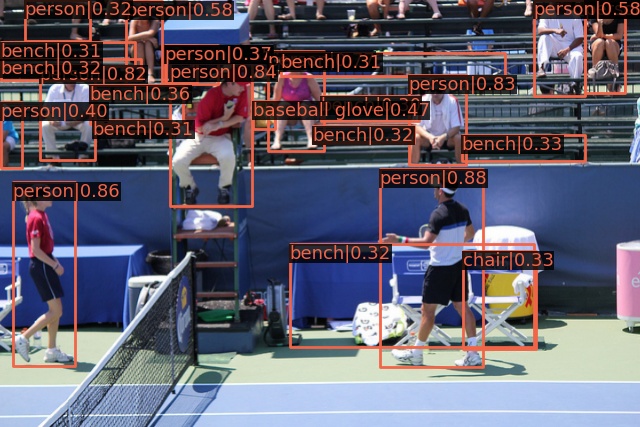 person|0.32
person|0.58
person|0.58
bench|0.31
person|0.37
bench|0.31
bench|0.32
0.82
person|0.84
person|0.83
bench|0.36
person|0.40
baseball glove|0.47
bench|0.31
bench|0.32
bench|0.33
person|0.86
person|0.88
bench|0.32
chair|0.33